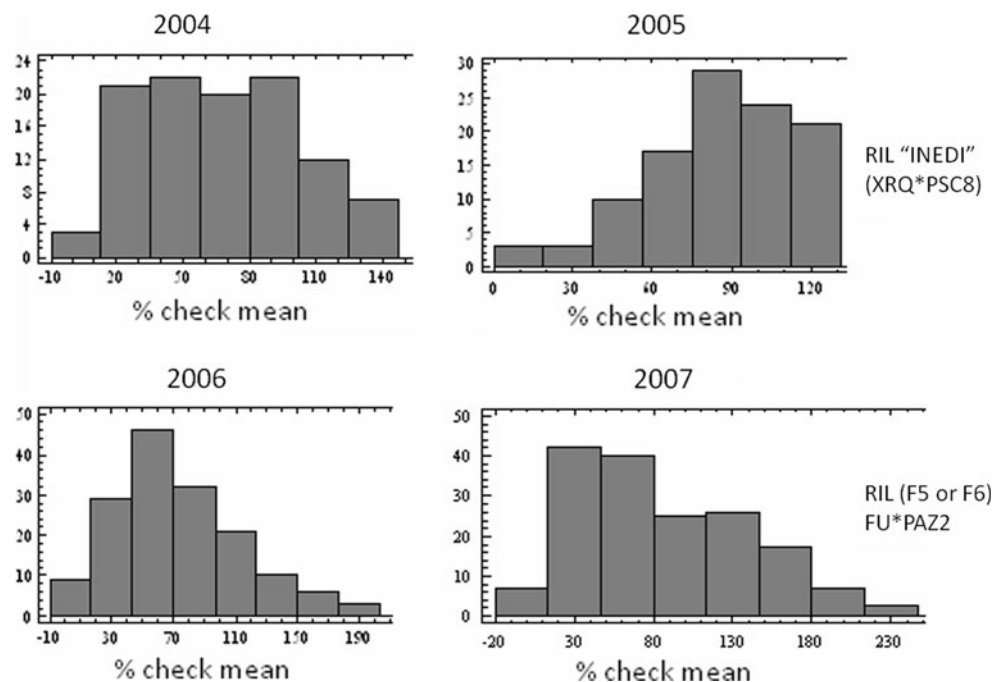 2004
24
20
16
12
8
4
0
-10 20 50 80 110 140
% check mean
2005
30
25
20
15
10
5
0
0 30 60 90 120
% check mean
RIL “INEDI”
(XRQ*PSC8)
2006
50
40
30
20
10
0
-10 30 70 110 150 190
% check mean
2007
50
40
30
20
10
0
-20 30 80 130 180 230
% check mean
RIL (F5 or F6)
FU*PAZ2